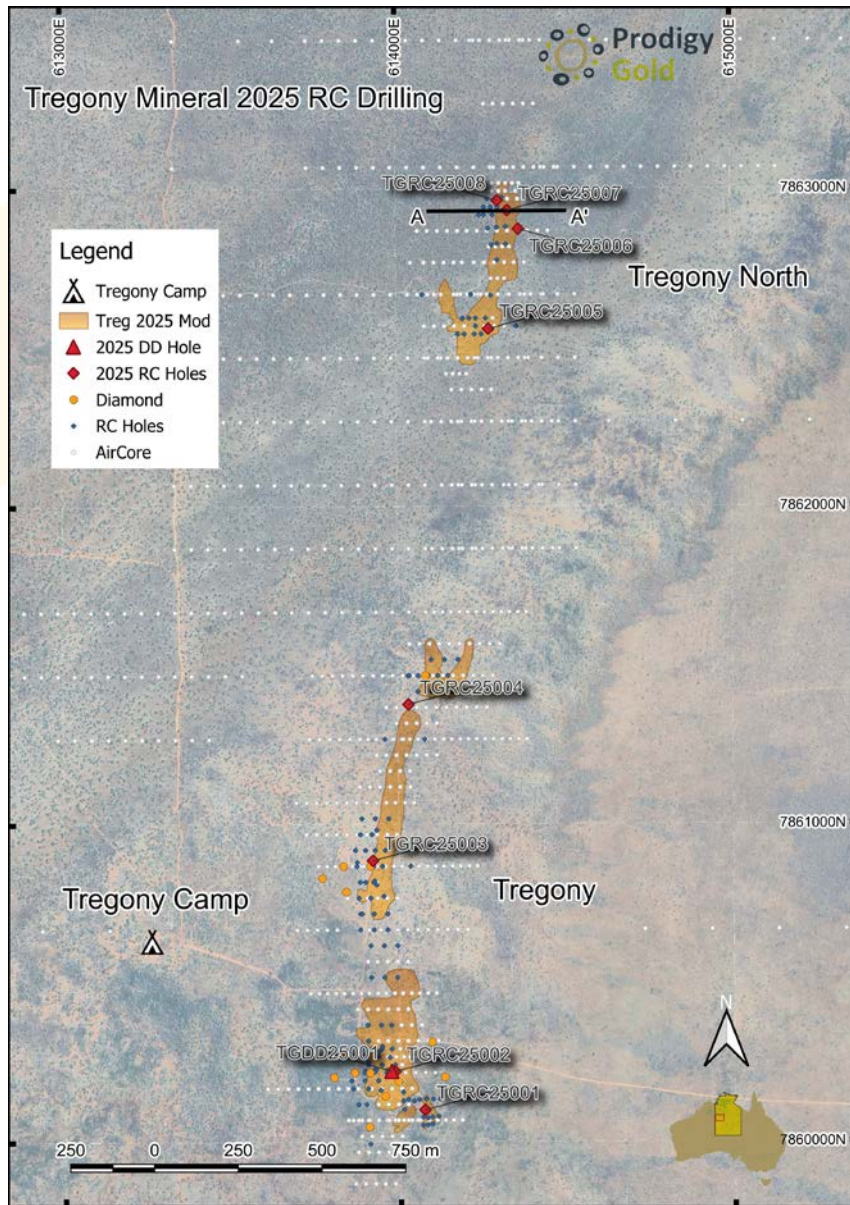 613000E
614000E
615000E
Prodigy
Gold
Tregony Mineral 2025 RC Drilling
7863000N
TGRC25008
TGRC25007
A
A'
TGRC25006
Legend
Tregony Camp
Treg 2025 Mod
2025 DD Hole
2025 RC Holes
Diamond
RC Holes
AirCore
Tregony North
TGRC25005
7862000N
TGRC25004
7861000N
TGRC25003
Tregony Camp
Tregony
N
TGDD25001
TGRC25002
TGRC25001
7860000N
250 0 250 500 750 m